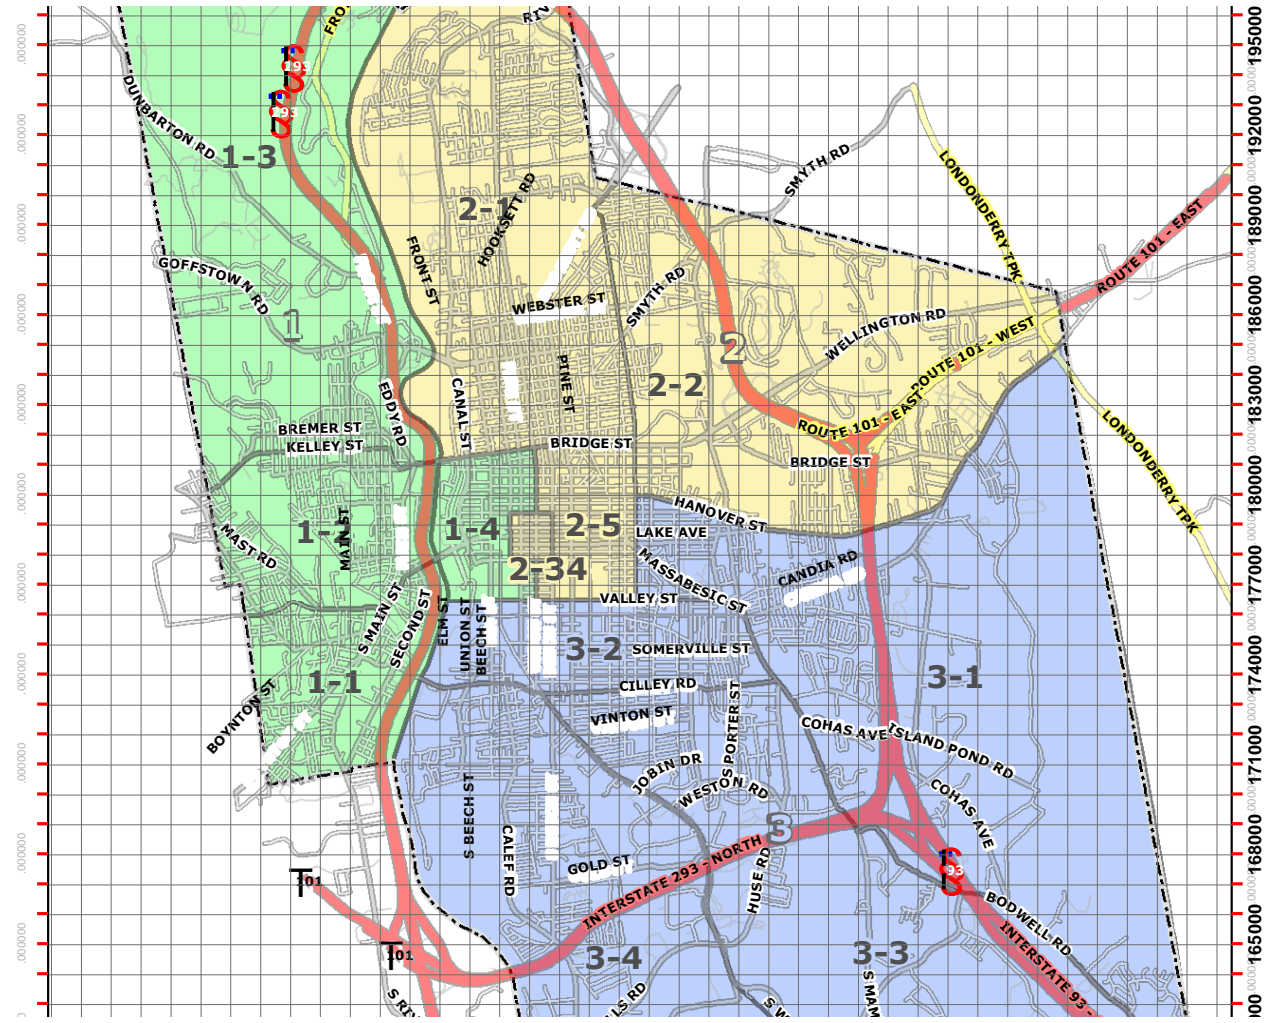 195000
192000
189000
186000
183000
180000
177000
174000
171000
168000
165000
DUNBARTON RD
1-3
2-1
HOOKSETT RD
SMYTH RD
LONDONDERRY TPK
ROUTE 101 - EAST
GOFFSTOWN RD
FRONT ST
WEBSTER ST
SMYTH RD
1
2
WELLINGTON RD
ROUTE 101 - WEST
PINE ST
2-2
EDDY RD
CANAL ST
ROUTE 101 - EAST
BREMER ST
KELLEY ST
BRIDGE ST
BRIDGE ST
LONDONDERRY TPK
MAST RD
MAIN ST
1-4
2-5
HANOVER ST
LAKE AVE
2-34
MASSABESIC ST
CANDIA RD
VALLEY ST
S MAIN ST
SECOND ST
ELM ST
UNION ST
BEECH ST
3-2
SOMERVILLE ST
1-1
CILLEY RD
3-1
BOYNTON ST
VINTON ST
S PORTER ST
COHAS AVE
ISLAND POND RD
JOBIN DR
WESTON RD
COHAS AVE
S BEECH ST
CALEF RD
3
GOLD ST
INTERSTATE 293 - NORTH
HUSE RD
101
BODWELL RD
101
3-4
3-3
INTERSTATE 93 -